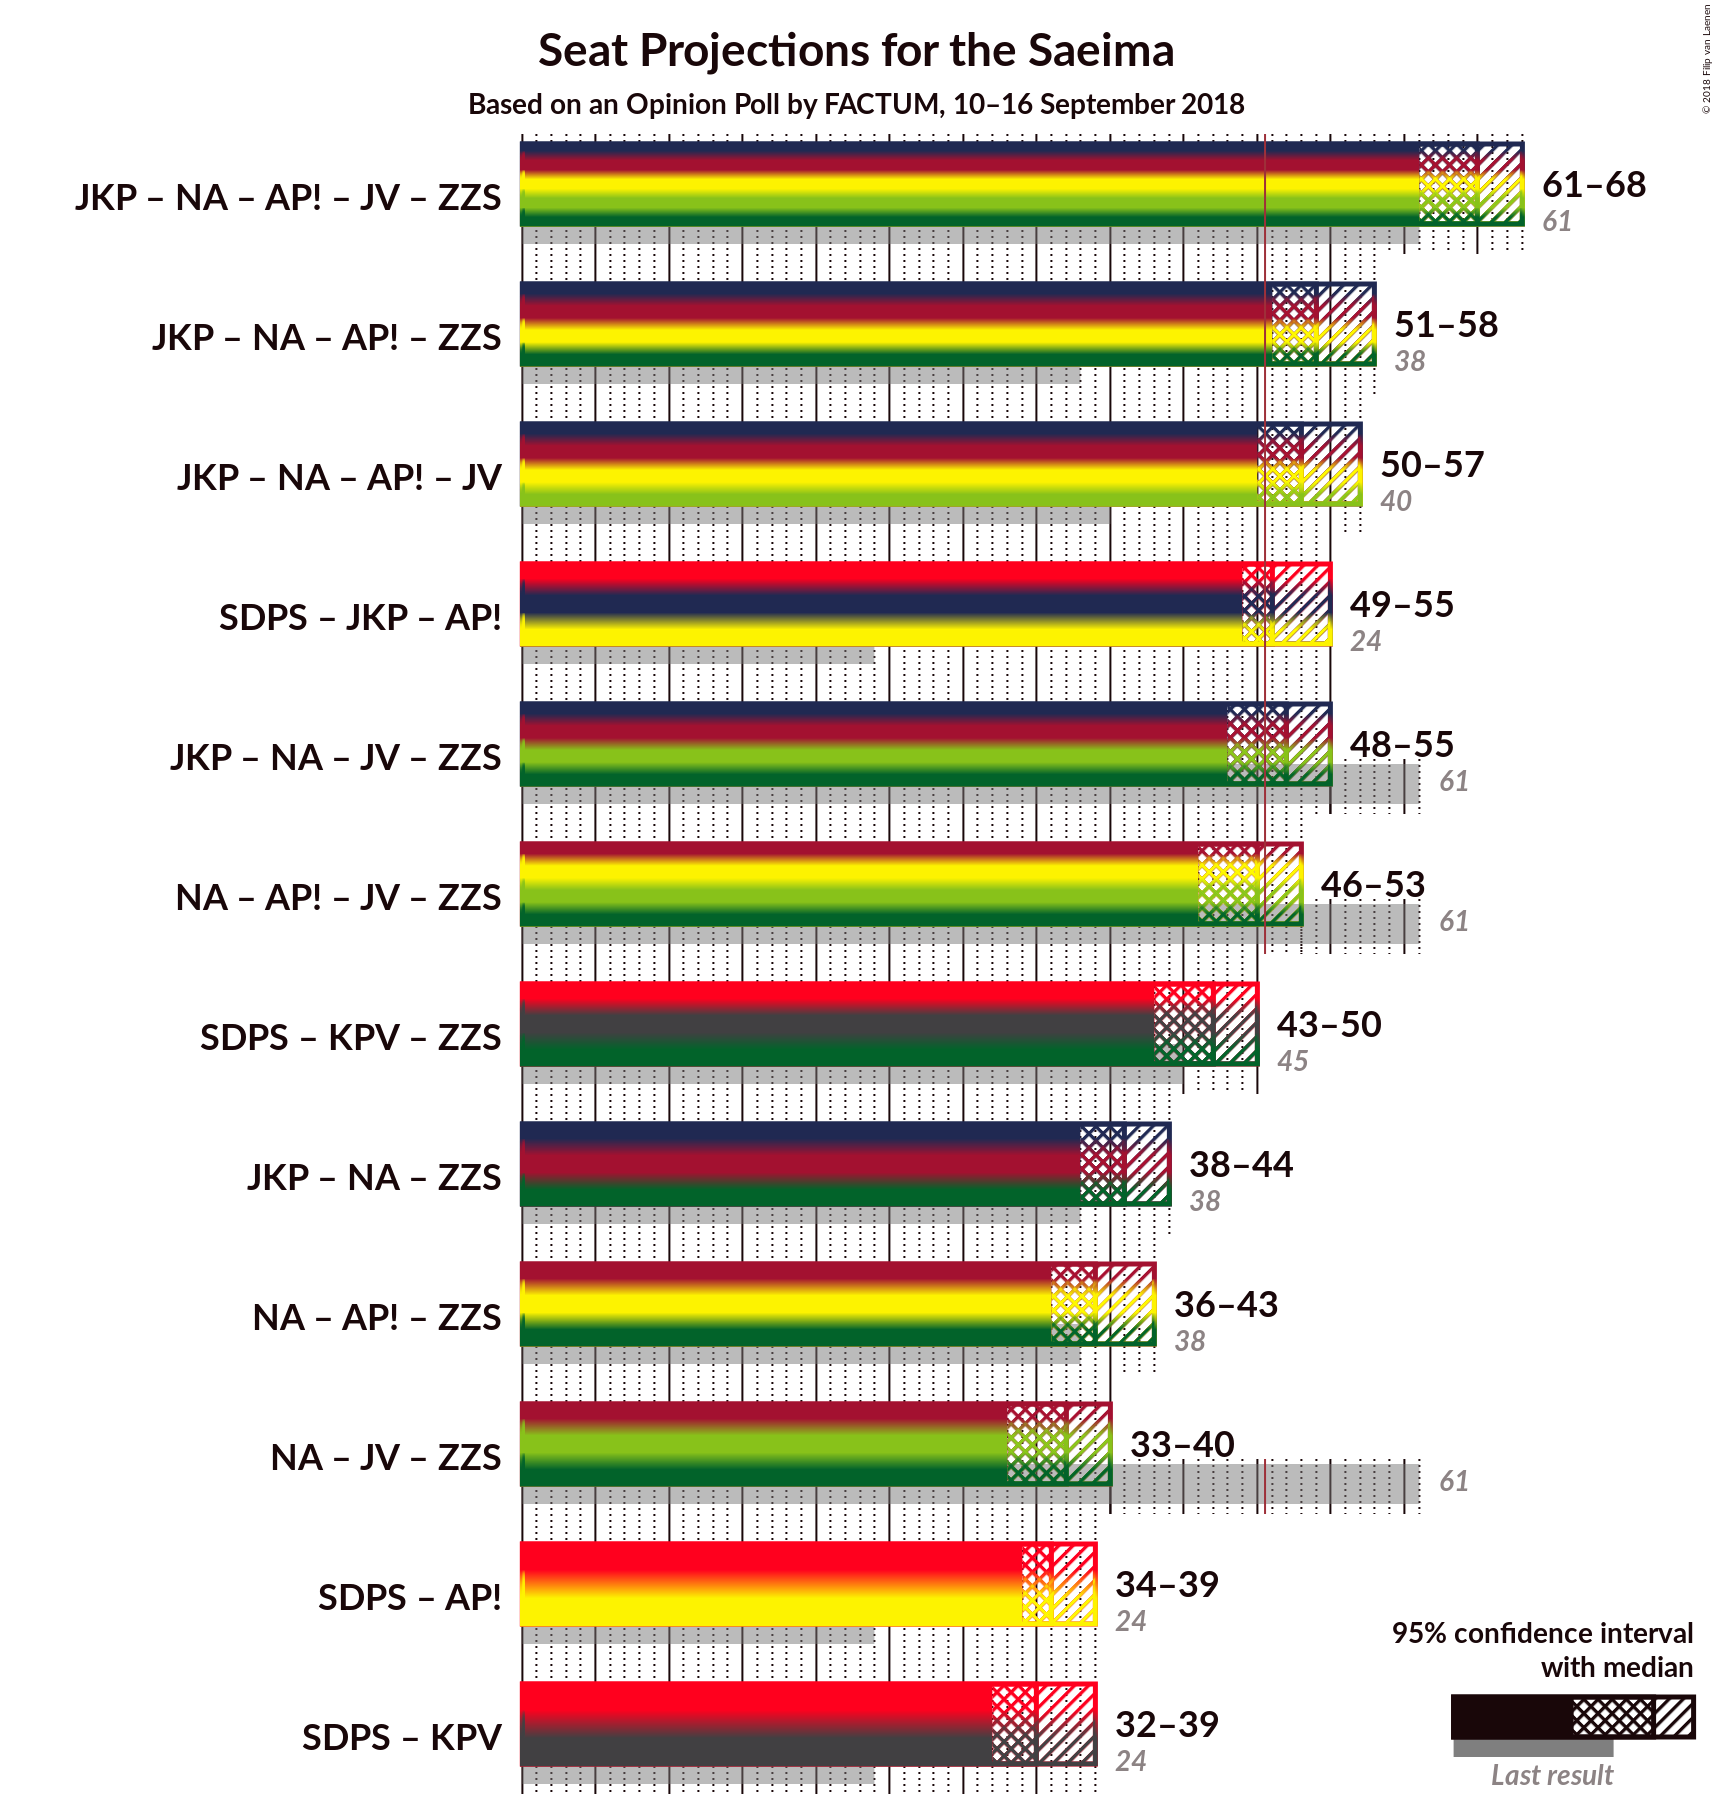 Seat Projections for the Saeima
Based on an Opinion Poll by FACTUM, 10–16 September 2018
© 2018 Filip van Laenen
JKP – NA – AP! – JV – ZZS
61–68
61
JKP – NA – AP! – ZZS
51–58
38
JKP – NA – AP! – JV
50–57
40
SDPS – JKP – AP!
49–55
24
JKP – NA – JV – ZZS
48–55
61
NA – AP! – JV – ZZS
46–53
61
SDPS – KPV – ZZS
43–50
45
JKP – NA – ZZS
38–44
38
NA – AP! – ZZS
36–43
38
NA – JV – ZZS
33–40
61
SDPS – AP!
34–39
24
SDPS – KPV
32–39
24
95% confidence interval
with median
Last result